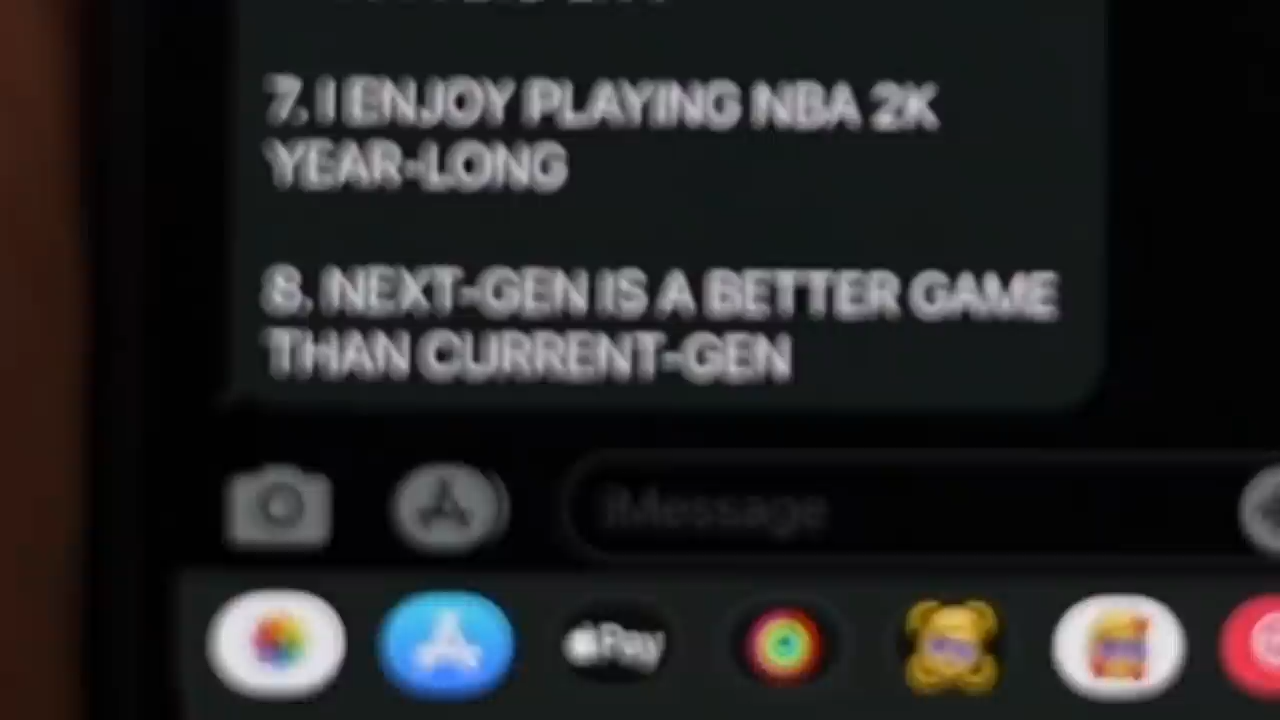 7. I ENJOY PLAYING NBA 2K
YEAR-LONG
8. NEXT-GEN IS A BETTER GAME
THAN CURRENT-GEN
iMessage
Pay